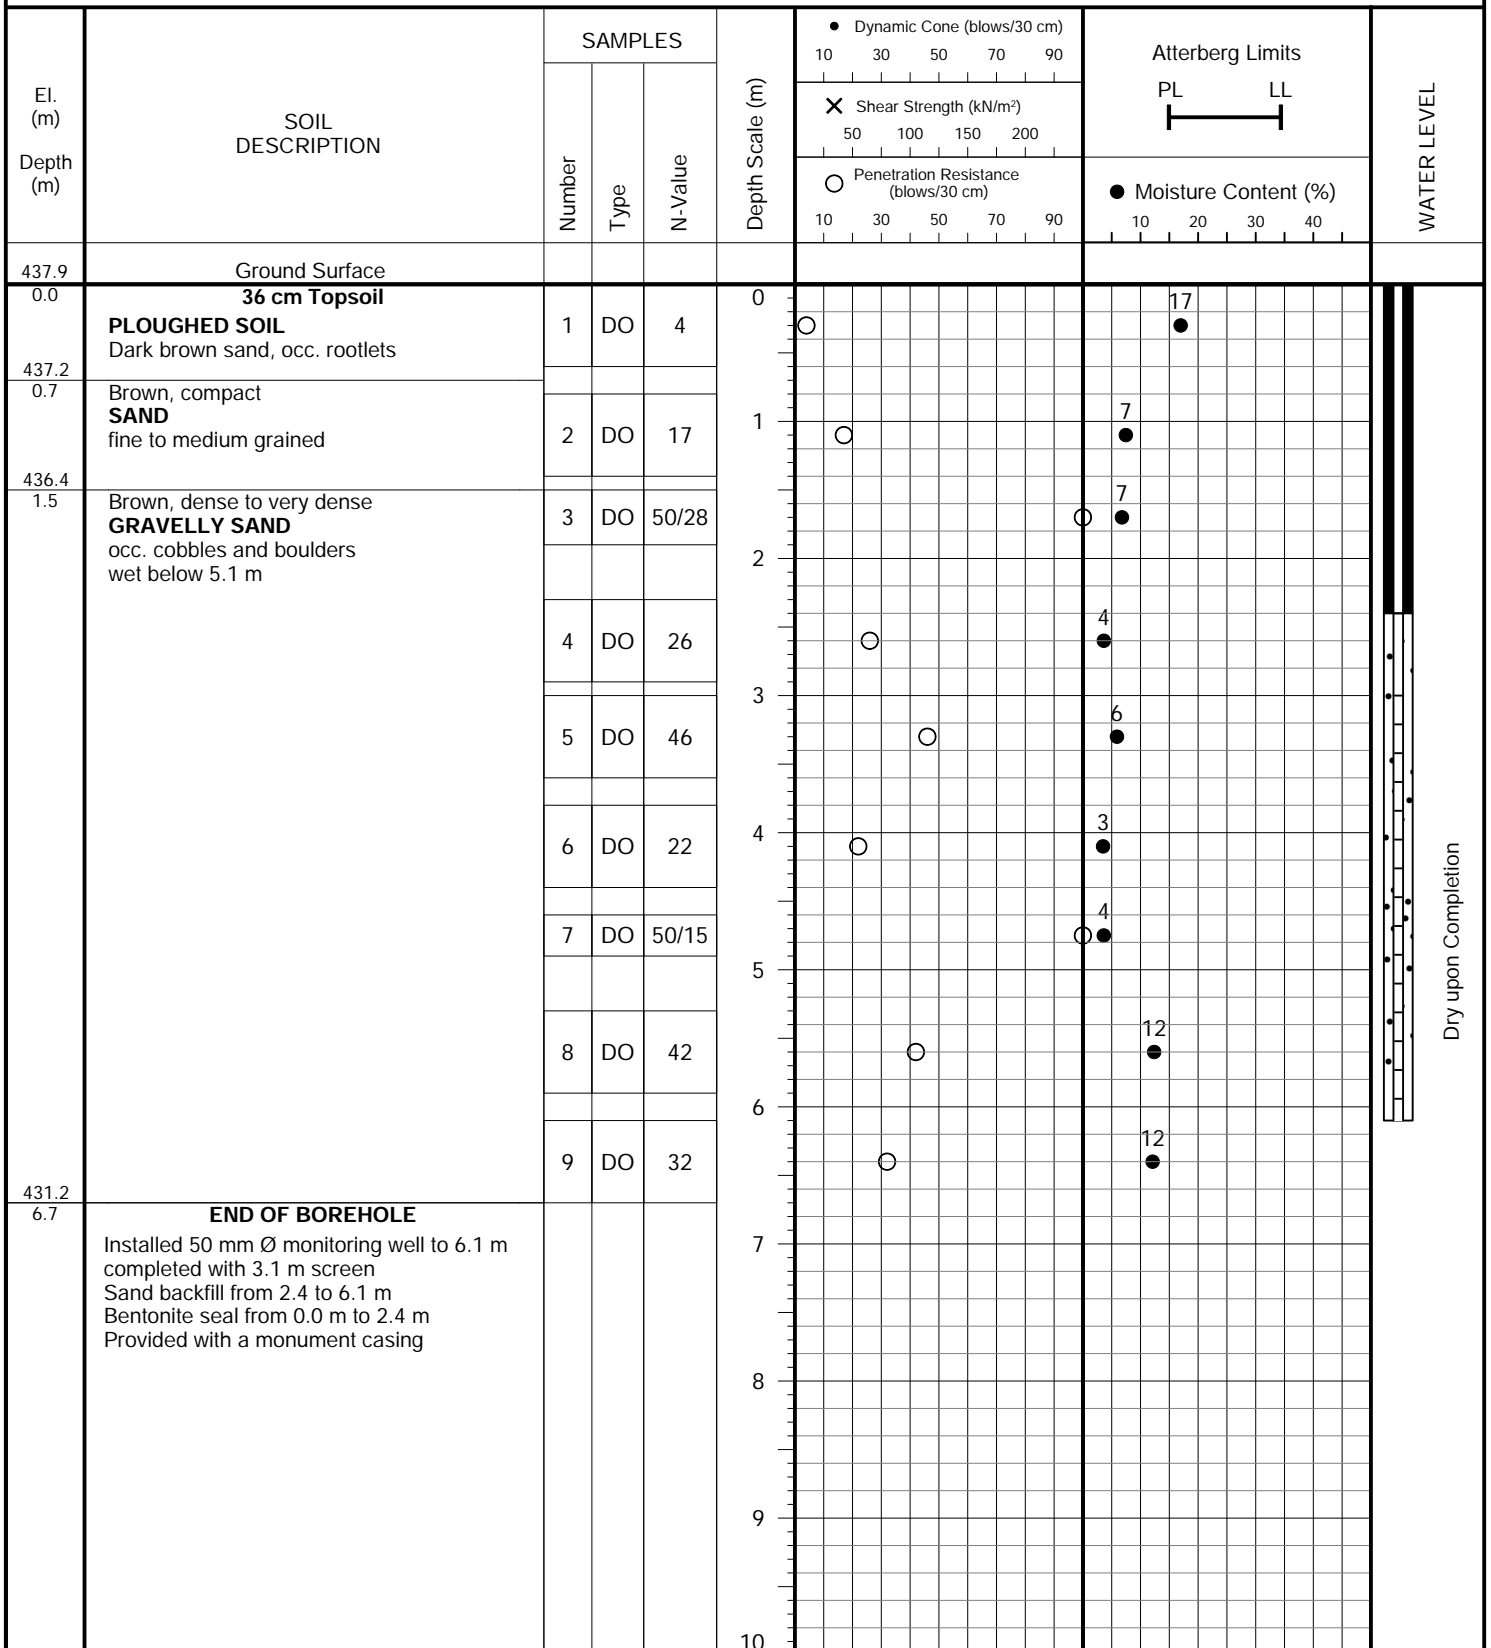 El.
(m)
Depth
(m)
SOIL
DESCRIPTION
SAMPLES
Number
Type
N-Value
Depth Scale (m)
Dynamic Cone (blows/30 cm)
10 30 50 70 90
Shear Strength (kN/m²)
50 100 150 200
Penetration Resistance
(blows/30 cm)
10 30 50 70 90
Atterberg Limits
PL LL
Moisture Content (%)
10 20 30 40
WATER LEVEL
437.9 Ground Surface
0.0 36 cm Topsoil 0
17
PLOUGHED SOIL 1 DO 4
Dark brown sand, occ. rootlets
437.2
0.7 Brown, compact
SAND 7
1
fine to medium grained 2 DO 17
436.4
7
1.5 Brown, dense to very dense
GRAVELLY SAND 3 DO 50/28
occ. cobbles and boulders
2
wet below 5.1 m
4
4 DO 26
3
6
5 DO 46
3
4
6 DO 22
4
7 DO 50/15
5
12
8 DO 42
6
12
9 DO 32
431.2
6.7 END OF BOREHOLE
Installed 50 mm Ø monitoring well to 6.1 m
7
completed with 3.1 m screen
Sand backfill from 2.4 to 6.1 m
Bentonite seal from 0.0 m to 2.4 m
Provided with a monument casing
8
9
10
Dry upon Completion